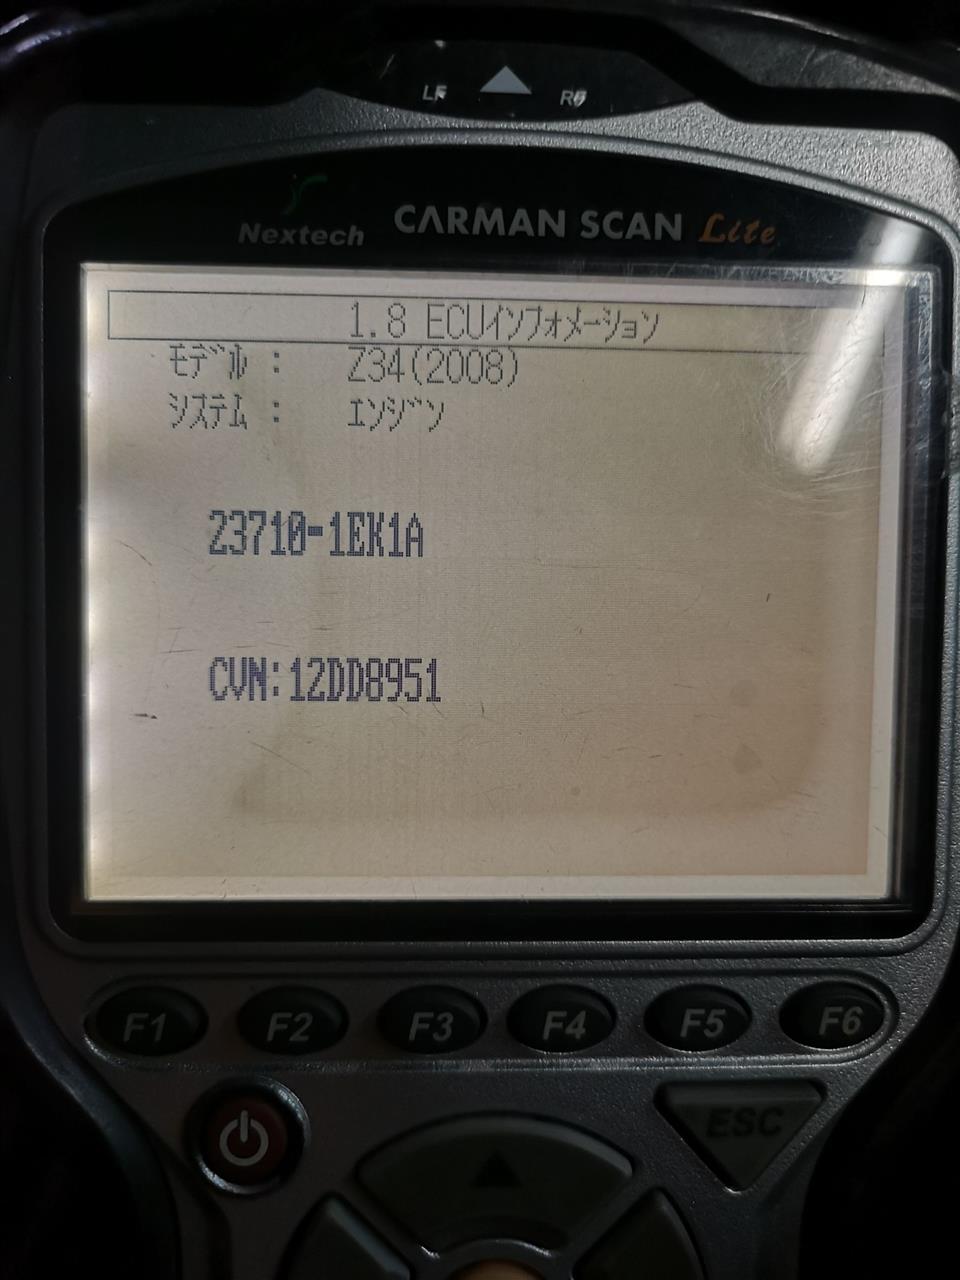 LF RF
Nextech CARMAN SCAN Lite
1.8 ECUインフォメーション
モデル : Z34(2008)
システム : エンジン
23710-1EK1A
CVN:12DD8951
F1 F2 F3 F4 F5 F6
ESC